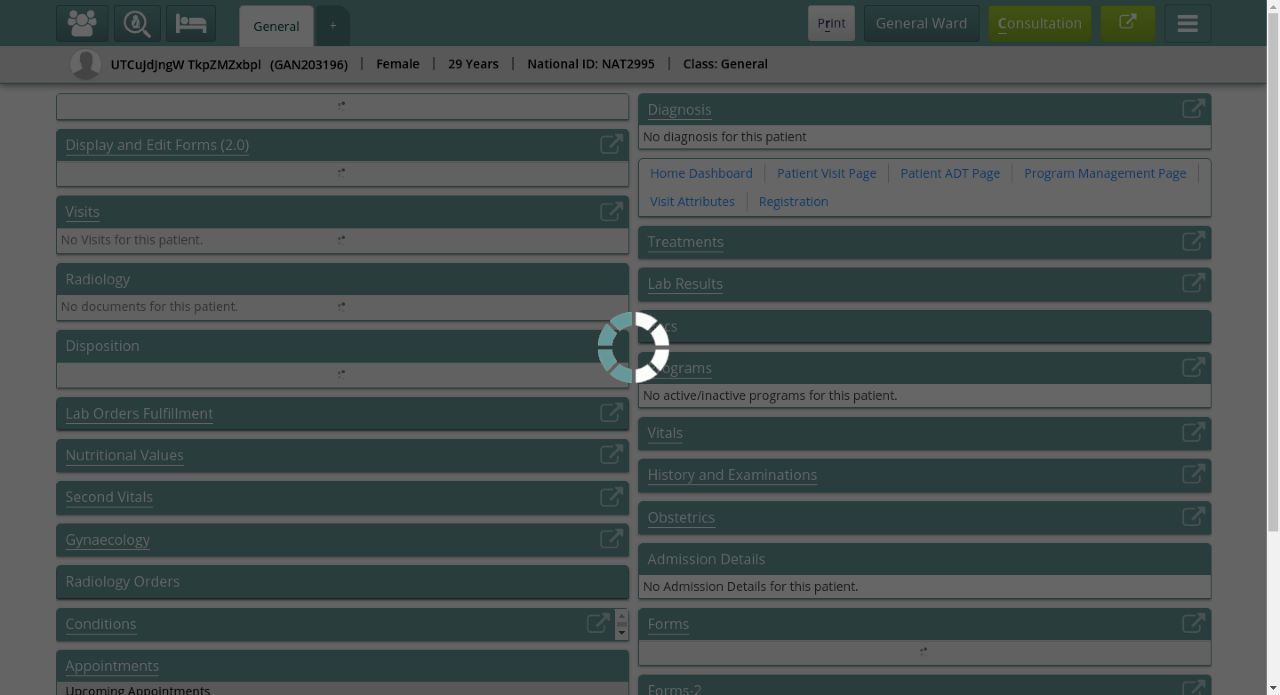 General
+
Print
General Ward
Consultation
UTCuJdJngW TkpZMZxbpl (GAN203196) | Female | 29 Years | National ID: NAT2995 | Class: General
Display and Edit Forms (2.0)
Visits
No Visits for this patient.
Radiology
No documents for this patient.
Disposition
Lab Orders Fulfillment
Nutritional Values
Second Vitals
Gynaecology
Radiology Orders
Conditions
Appointments
Upcoming Appointments
Diagnosis
No diagnosis for this patient
Home Dashboard | Patient Visit Page | Patient ADT Page | Program Management Page |
Visit Attributes | Registration
Treatments
Lab Results
Programs
No active/inactive programs for this patient.
Vitals
History and Examinations
Obstetrics
Admission Details
No Admission Details for this patient.
Forms
Forms-2